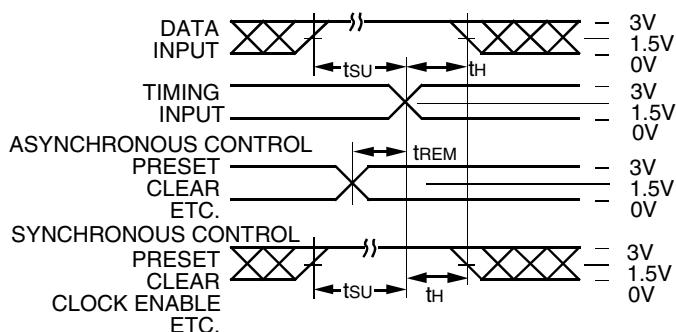 DATA
INPUT
3V
1.5V
0V
tSU
tH
TIMING
INPUT
3V
1.5V
0V
ASYNCHRONOUS CONTROL
PRESET
CLEAR
ETC.
tREM
3V
1.5V
0V
SYNCHRONOUS CONTROL
PRESET
CLEAR
CLOCK ENABLE
ETC.
tSU
tH
3V
1.5V
0V